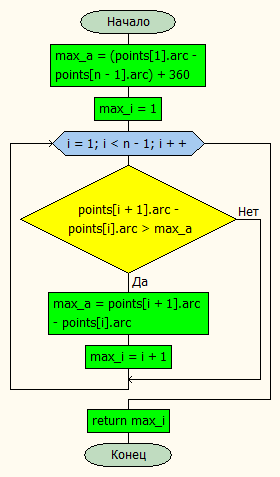 Начало
max_a = (points[1].arc -
points[n - 1].arc) + 360
max_i = 1
i = 1; i < n - 1; i + +
points[i + 1].arc -
points[i].arc > max_a
Нет
Да
max_a = points[i + 1].arc
- points[i].arc
max_i = i + 1
return max_i
Конец